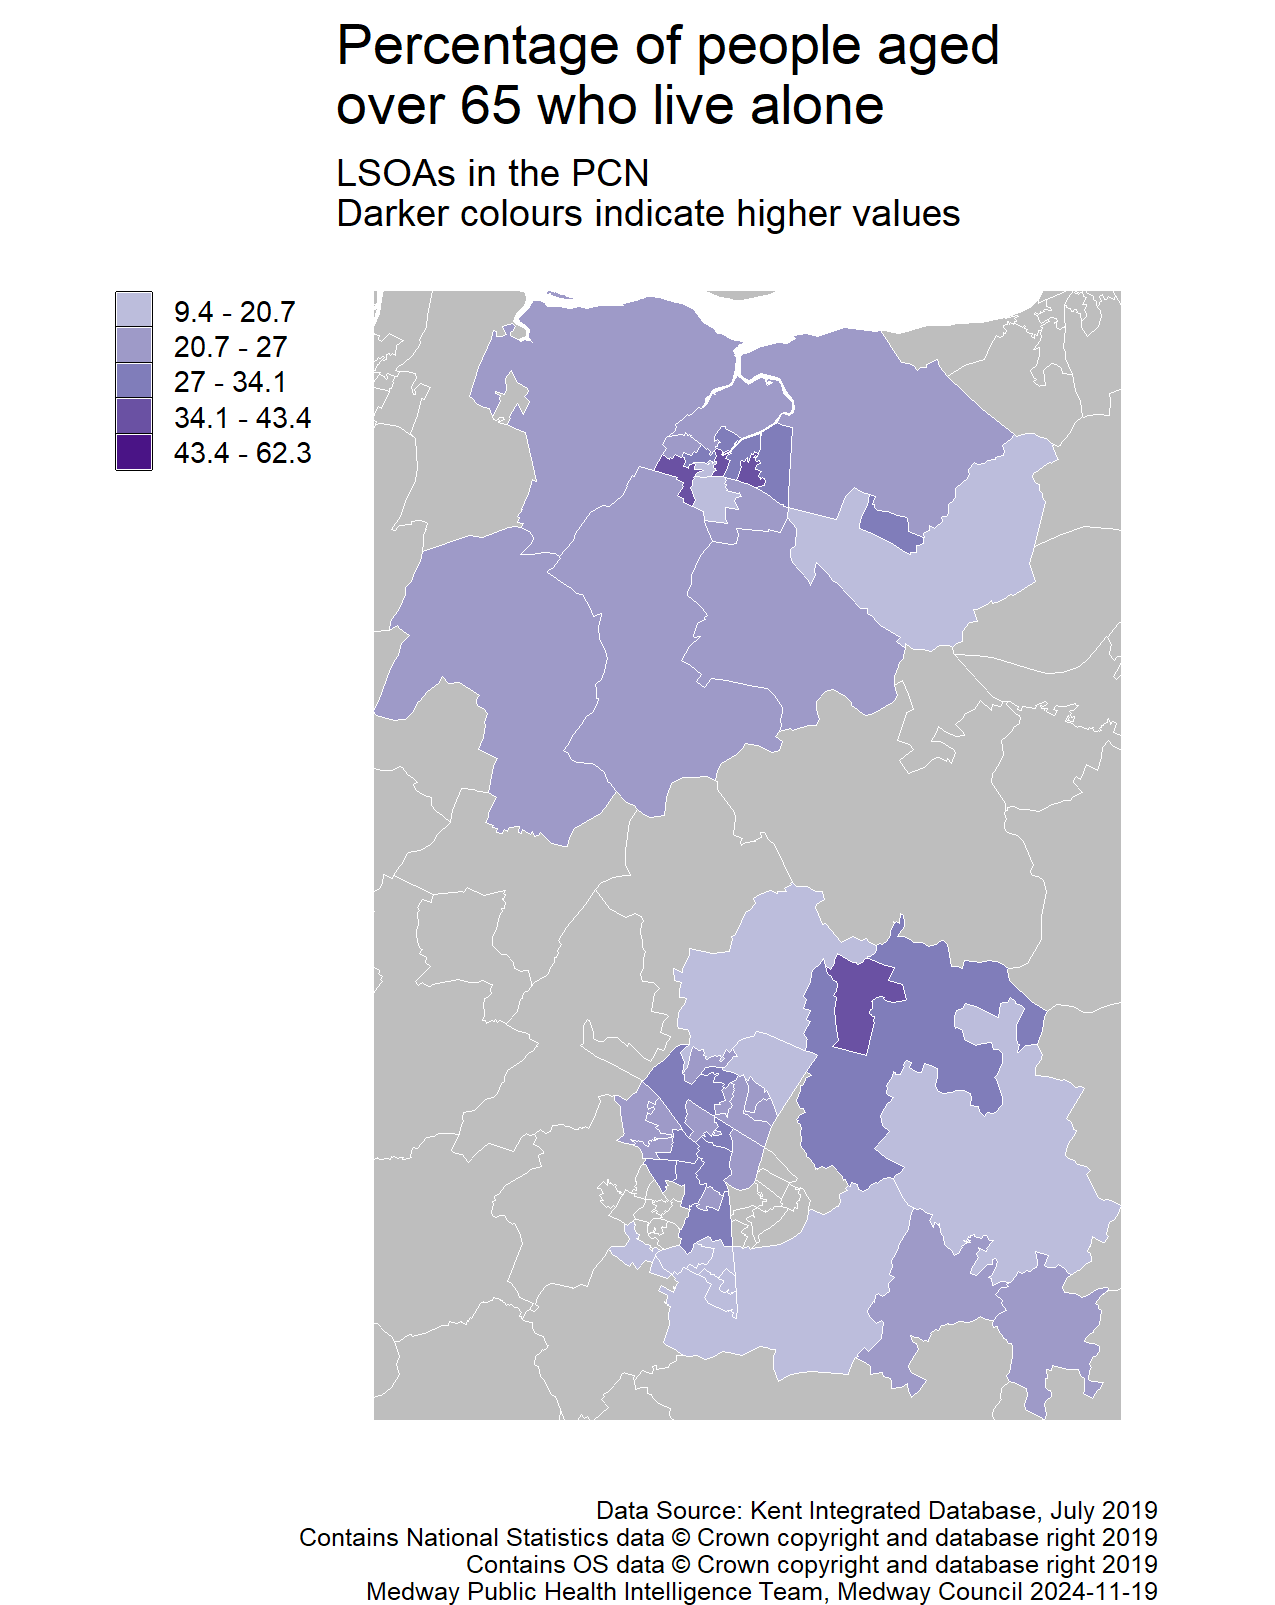 Percentage of people aged
over 65 who live alone
LSOAs in the PCN
Darker colours indicate higher values
9.4 - 20.7
20.7 - 27
27 - 34.1
34.1 - 43.4
43.4 - 62.3
Data Source: Kent Integrated Database, July 2019
Contains National Statistics data © Crown copyright and database right 2019
Contains OS data © Crown copyright and database right 2019
Medway Public Health Intelligence Team, Medway Council 2024-11-19